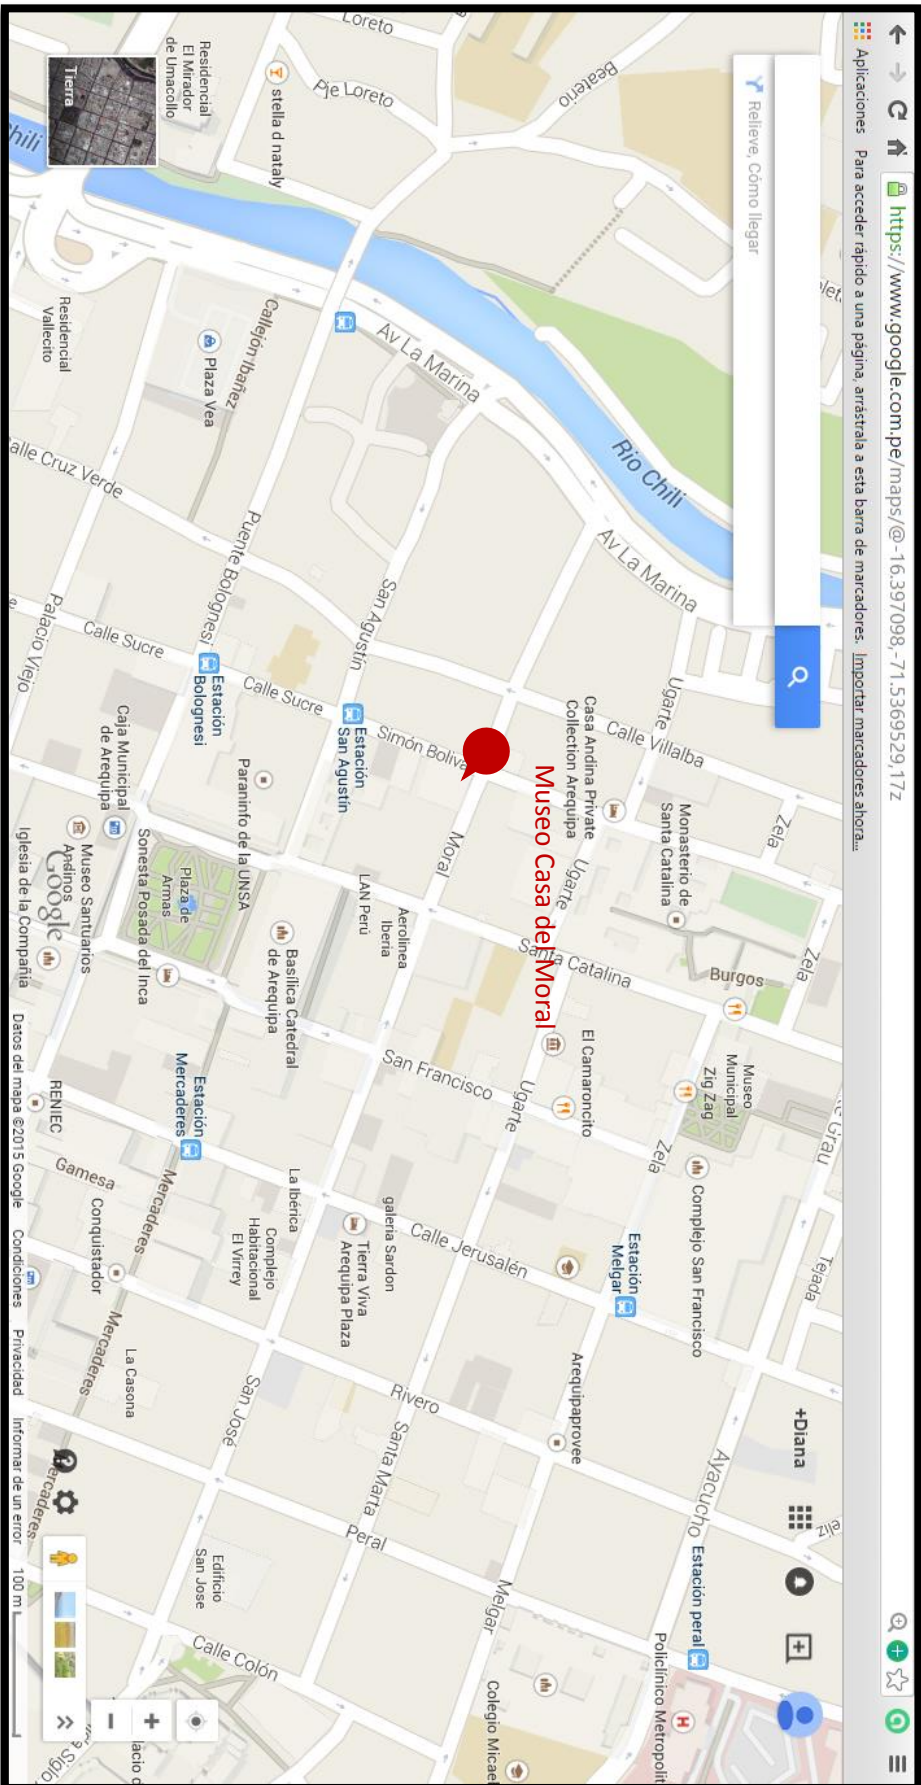 https://www.google.com.pe/maps/@-16.397098,-71.5369529,17z
Aplicaciones
Para acceder rápido a una página, arrástrala a esta barra de marcadores.
Importar marcadores ahora...
Relieve, Cómo llegar
+Diana
Loreto
Beaterio
Pje Loreto
Residencial
El Mirador
de Umacollo
stella d nataly
Tierra
Chili
Rio Chili
Av La Marina
Av La Marina
Callejón Ibañez
Plaza Vea
Residencial
Vallecito
alle Cruz Verde
Puente Bolognesi
San Agustín
Palacio Viejo
Calle Sucre
Calle Sucre
Estación
Bolognesi
Estación
San Agustín
Simón Boliva
Calle Villalba
Ugarte
Casa Andina Private
Collection Arequipa
Museo Casa del Moral
Moral
Ugarte
Monasterio de
Santa Catalina
Zela
Zela
Burgos
Santa Catalina
Caja Municipal
de Arequipa
Paraninfo de la UNSA
LAN Perú
Aerolinea
Iberia
Plaza de
Armas
Sonesta Posada del Inca
Museo Santuarios
Andinos
Google
Iglesia de la Compañía
Basílica Catedral
de Arequipa
San Francisco
El Camaroncito
Ugarte
Museo
Municipal
Zig Zag
Zela
Complejo San Francisco
Tejada
Estación
Mercaderes
RENIEC
Gamesa
Mercaderes
Conquistador
La Ibérica
Complejo
Habitacional
El Virrey
galeria Sardon
Tierra Viva
Arequipa Plaza
Calle Jerusalén
Estación
Melgar
Arequipaprovee
Ayacucho
Mercaderes
La Casona
San José
Rivero
Santa Marta
Peral
Melgar
Estación peral
Policlínico Metropolit
H
Edificio
San Jose
Calle Colón
Colegio Micael
ercaderes
Datos del mapa ©2015 Google
Condiciones
Privacidad
Informar de un error
100 m